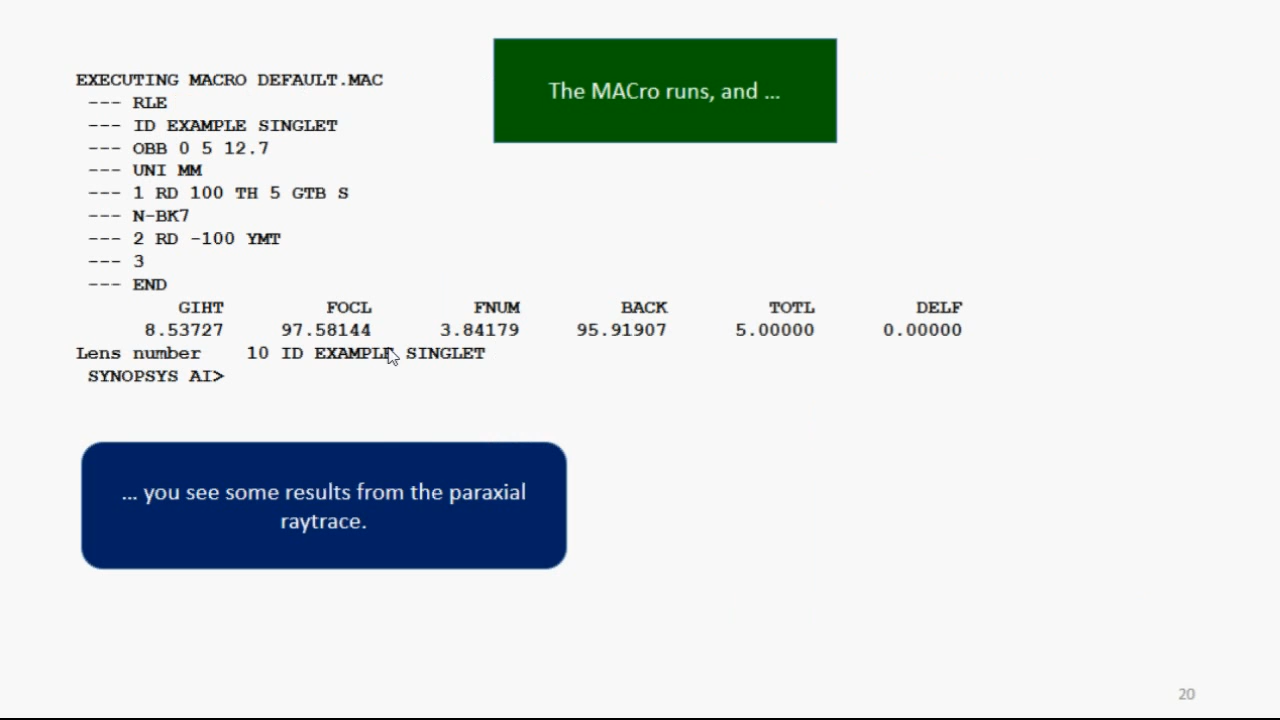 The MACro runs, and ...
EXECUTING MACRO DEFAULT.MAC
--- RLE
--- ID EXAMPLE SINGLET
--- OBB 0 5 12.7
--- UNI MM
--- 1 RD 100 TH 5 GTB S
--- N-BK7
--- 2 RD -100 YMT
--- 3
--- END
GIHT FOCL FNUM BACK TOTL DELF
8.53727 97.58144 3.84179 95.91907 5.00000 0.00000
Lens number 10 ID EXAMPLE SINGLET
SYNOPSYS AI>
... you see some results from the paraxial
raytrace.
20